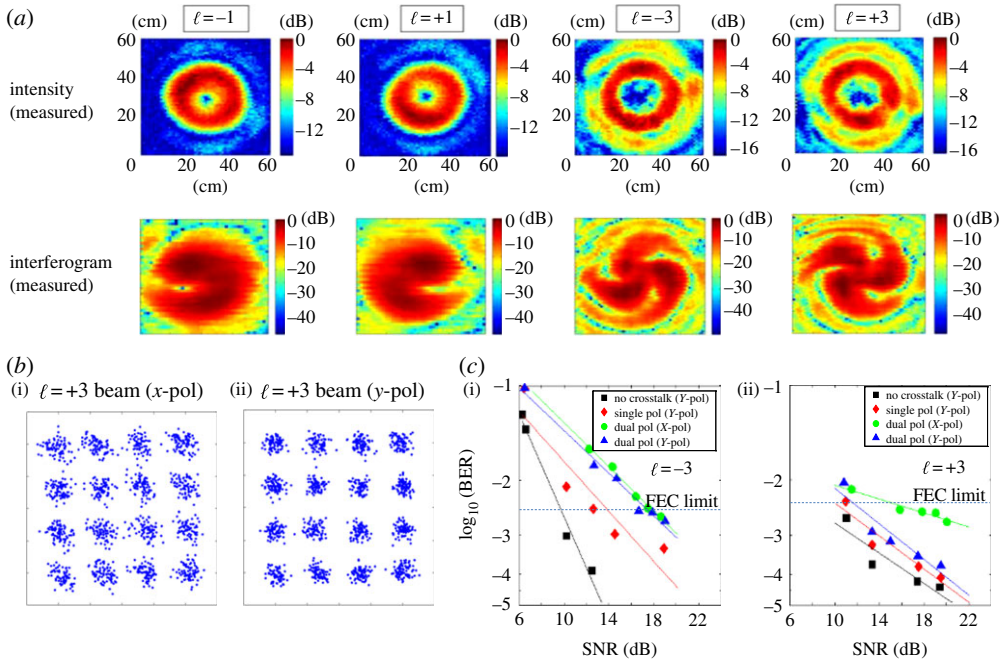 (a)
(cm) ℓ = −1 (dB) (cm) ℓ = +1 (dB) (cm) ℓ = −3 (dB) (cm) ℓ = +3 (dB)
60 0 60 0 60 0 60 0
−4 −4 −4 −4
intensity
(measured)
40 40 40 40
−8 −8 −8 −8
20 20 20 20
−12 −12 −12 −12
−16 −16
0 20 40 60 0 20 40 60 0 20 40 60 0 20 40 60
(cm) (cm) (cm) (cm)
0 (dB) 0 (dB) 0 (dB) 0 (dB)
−10 −10 −10 −10
interferogram
(measured)
−20 −20 −20 −20
−30 −30 −30 −30
−40 −40 −40 −40
(b)
(i) ℓ = +3 beam (x-pol) (ii) ℓ = +3 beam (y-pol)
(c)
(i)
−1
no crosstalk (Y-pol)
single pol (Y-pol)
dual pol (X-pol)
dual pol (Y-pol)
ℓ = −3
−2
FEC limit
log10 (BER)
−3
−4
−5
6 10 14 18 22
SNR (dB)
(ii)
−1
no crosstalk (Y-pol)
single pol (Y-pol)
dual pol (X-pol)
dual pol (Y-pol)
ℓ = +3
−2
FEC limit
−3
−4
−5
6 10 14 18 22
SNR (dB)